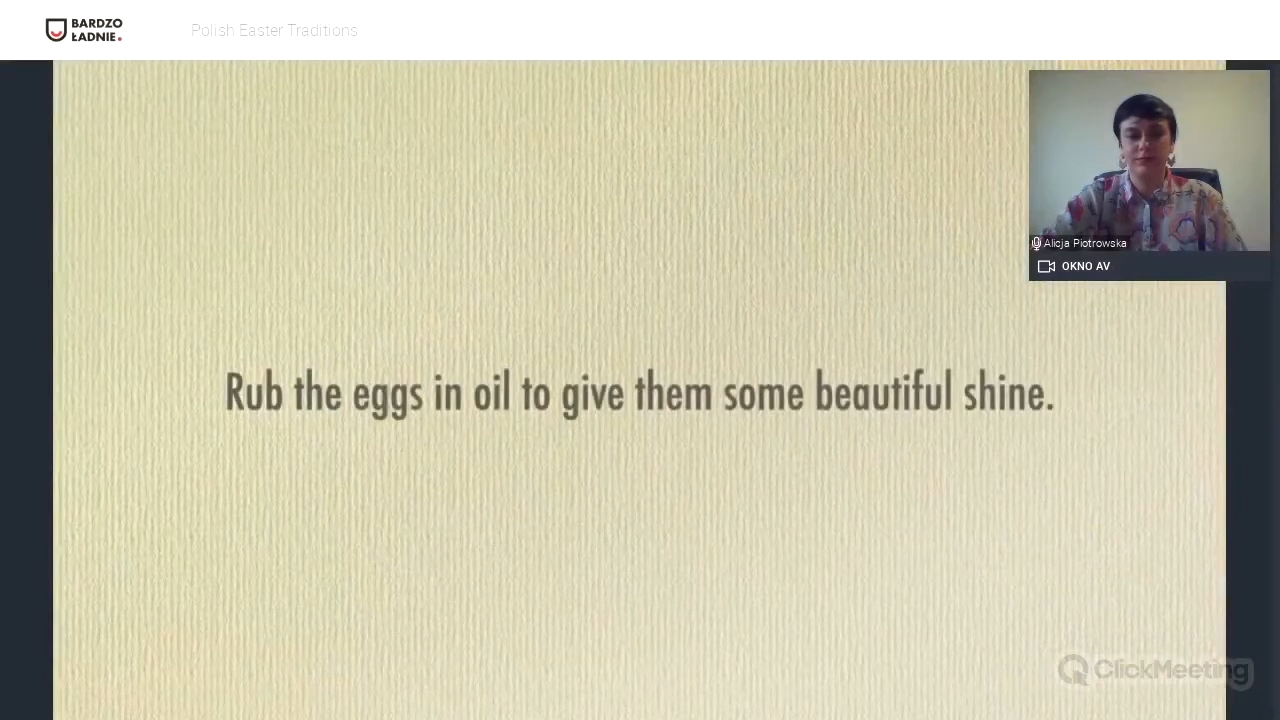 BARDZO
ŁADNIE.
Polish Easter Traditions
Alicja Piotrowska
OKNO AV
Rub the eggs in oil to give them some beautiful shine.
ClickMeeting